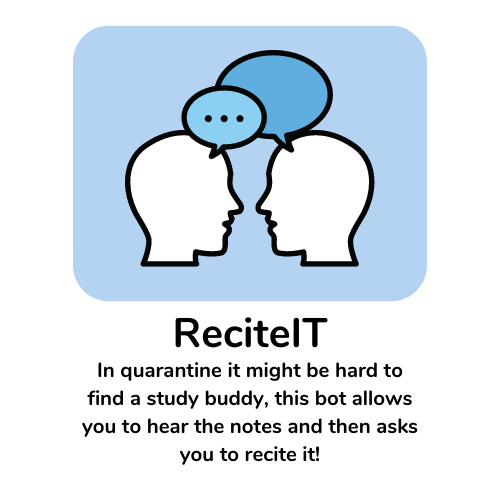 ReciteIT
In quarantine it might be hard to
find a study buddy, this bot allows
you to hear the notes and then asks
you to recite it!